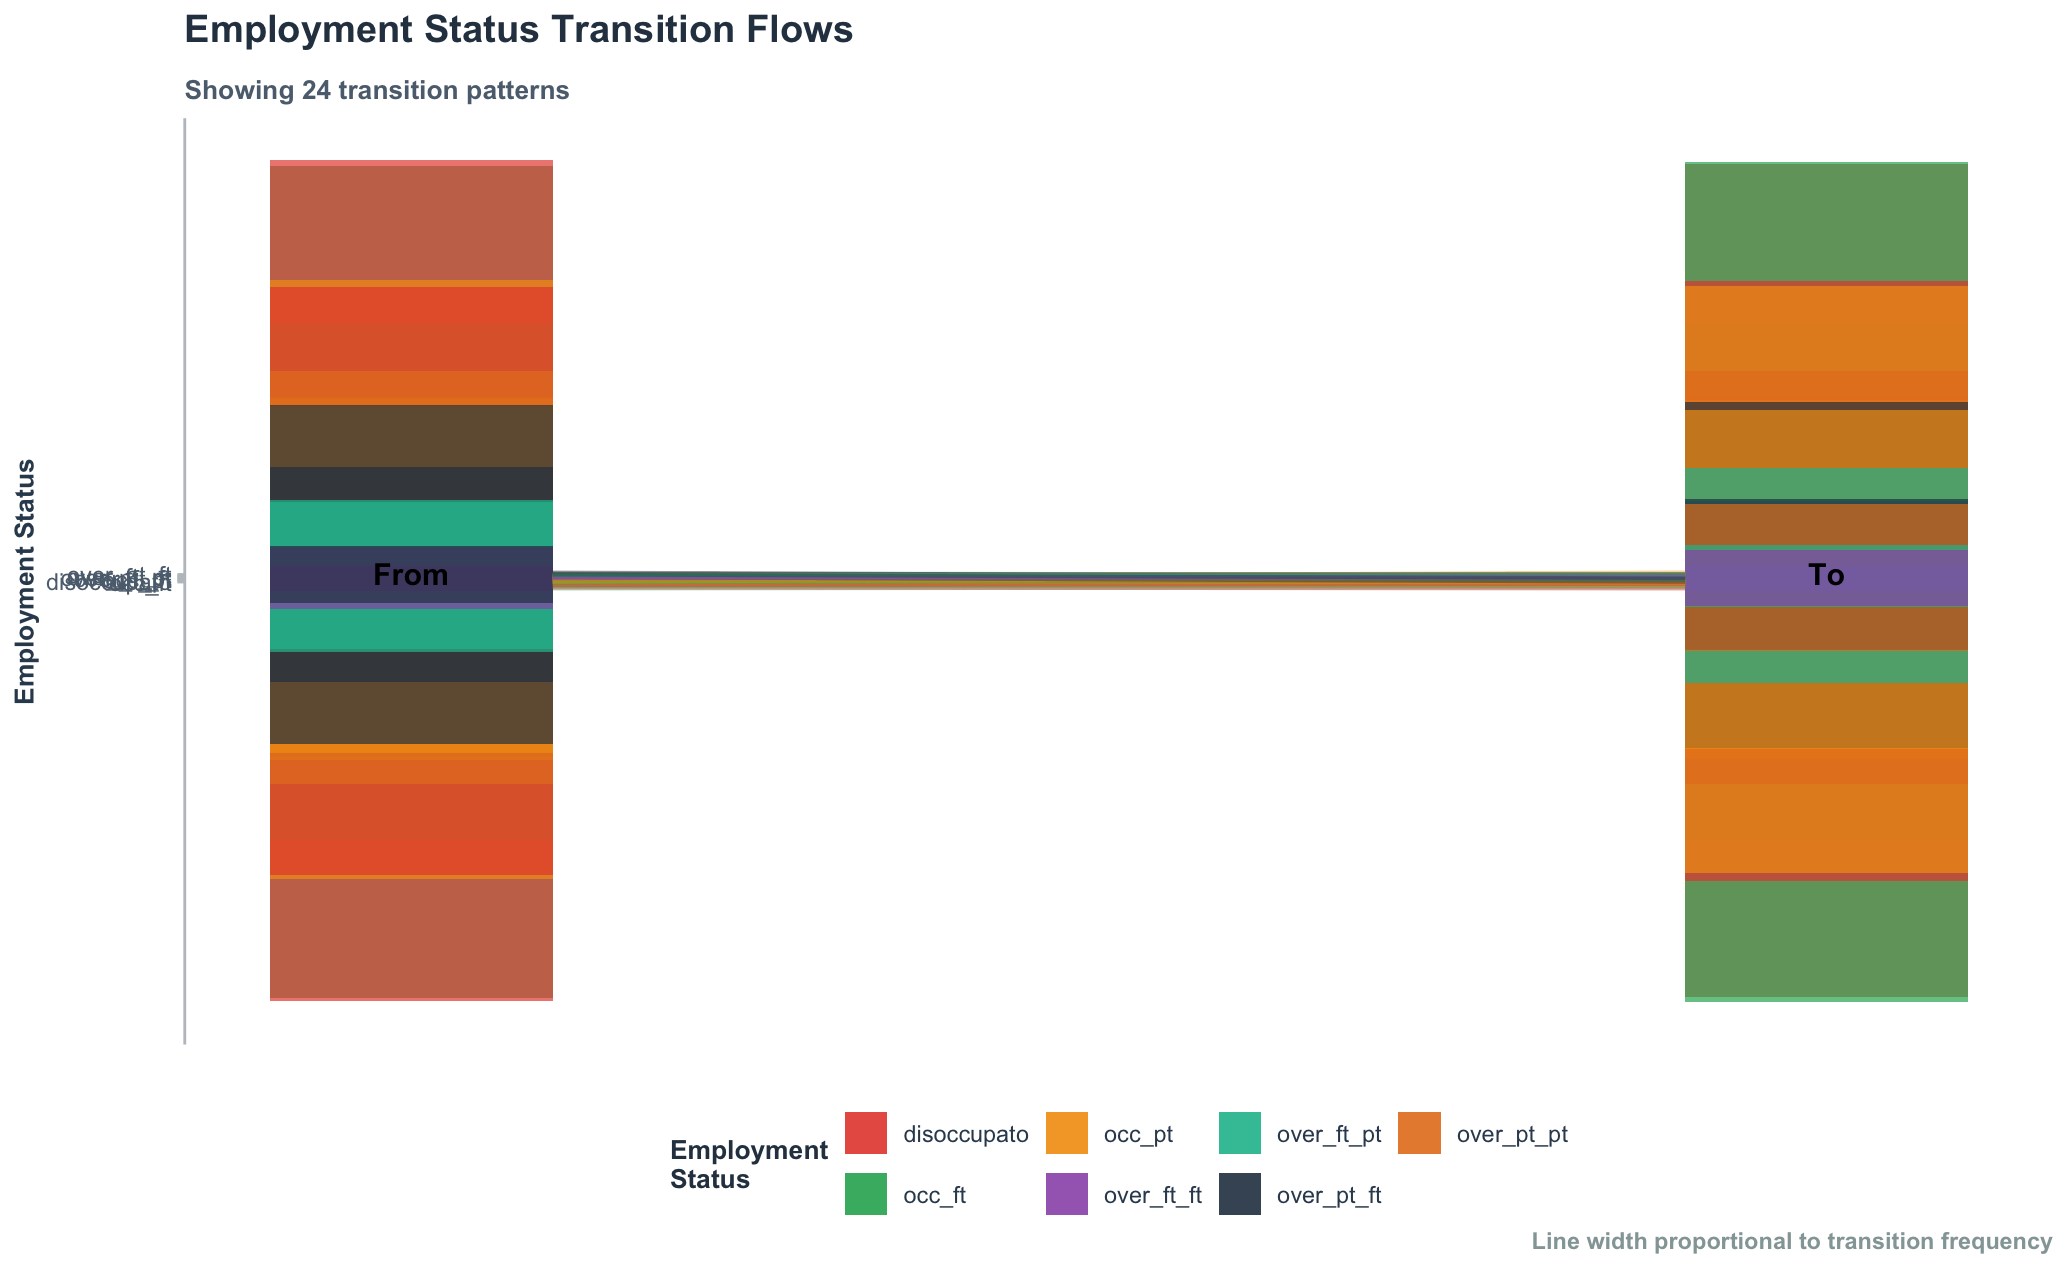 Employment Status Transition Flows
Showing 24 transition patterns
Employment Status
From
To
Employment
Status
disoccupato
occ_pt
over_ft_pt
over_pt_pt
occ_ft
over_ft_ft
over_pt_ft
Line width proportional to transition frequency